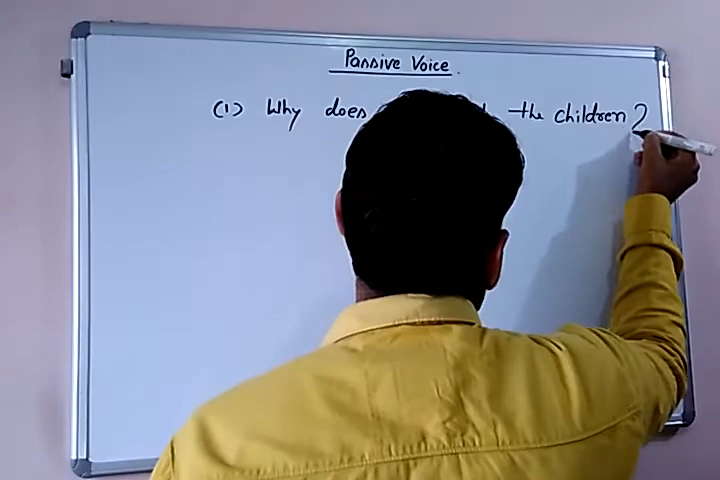 Passive Voice.
(1) Why does the children?